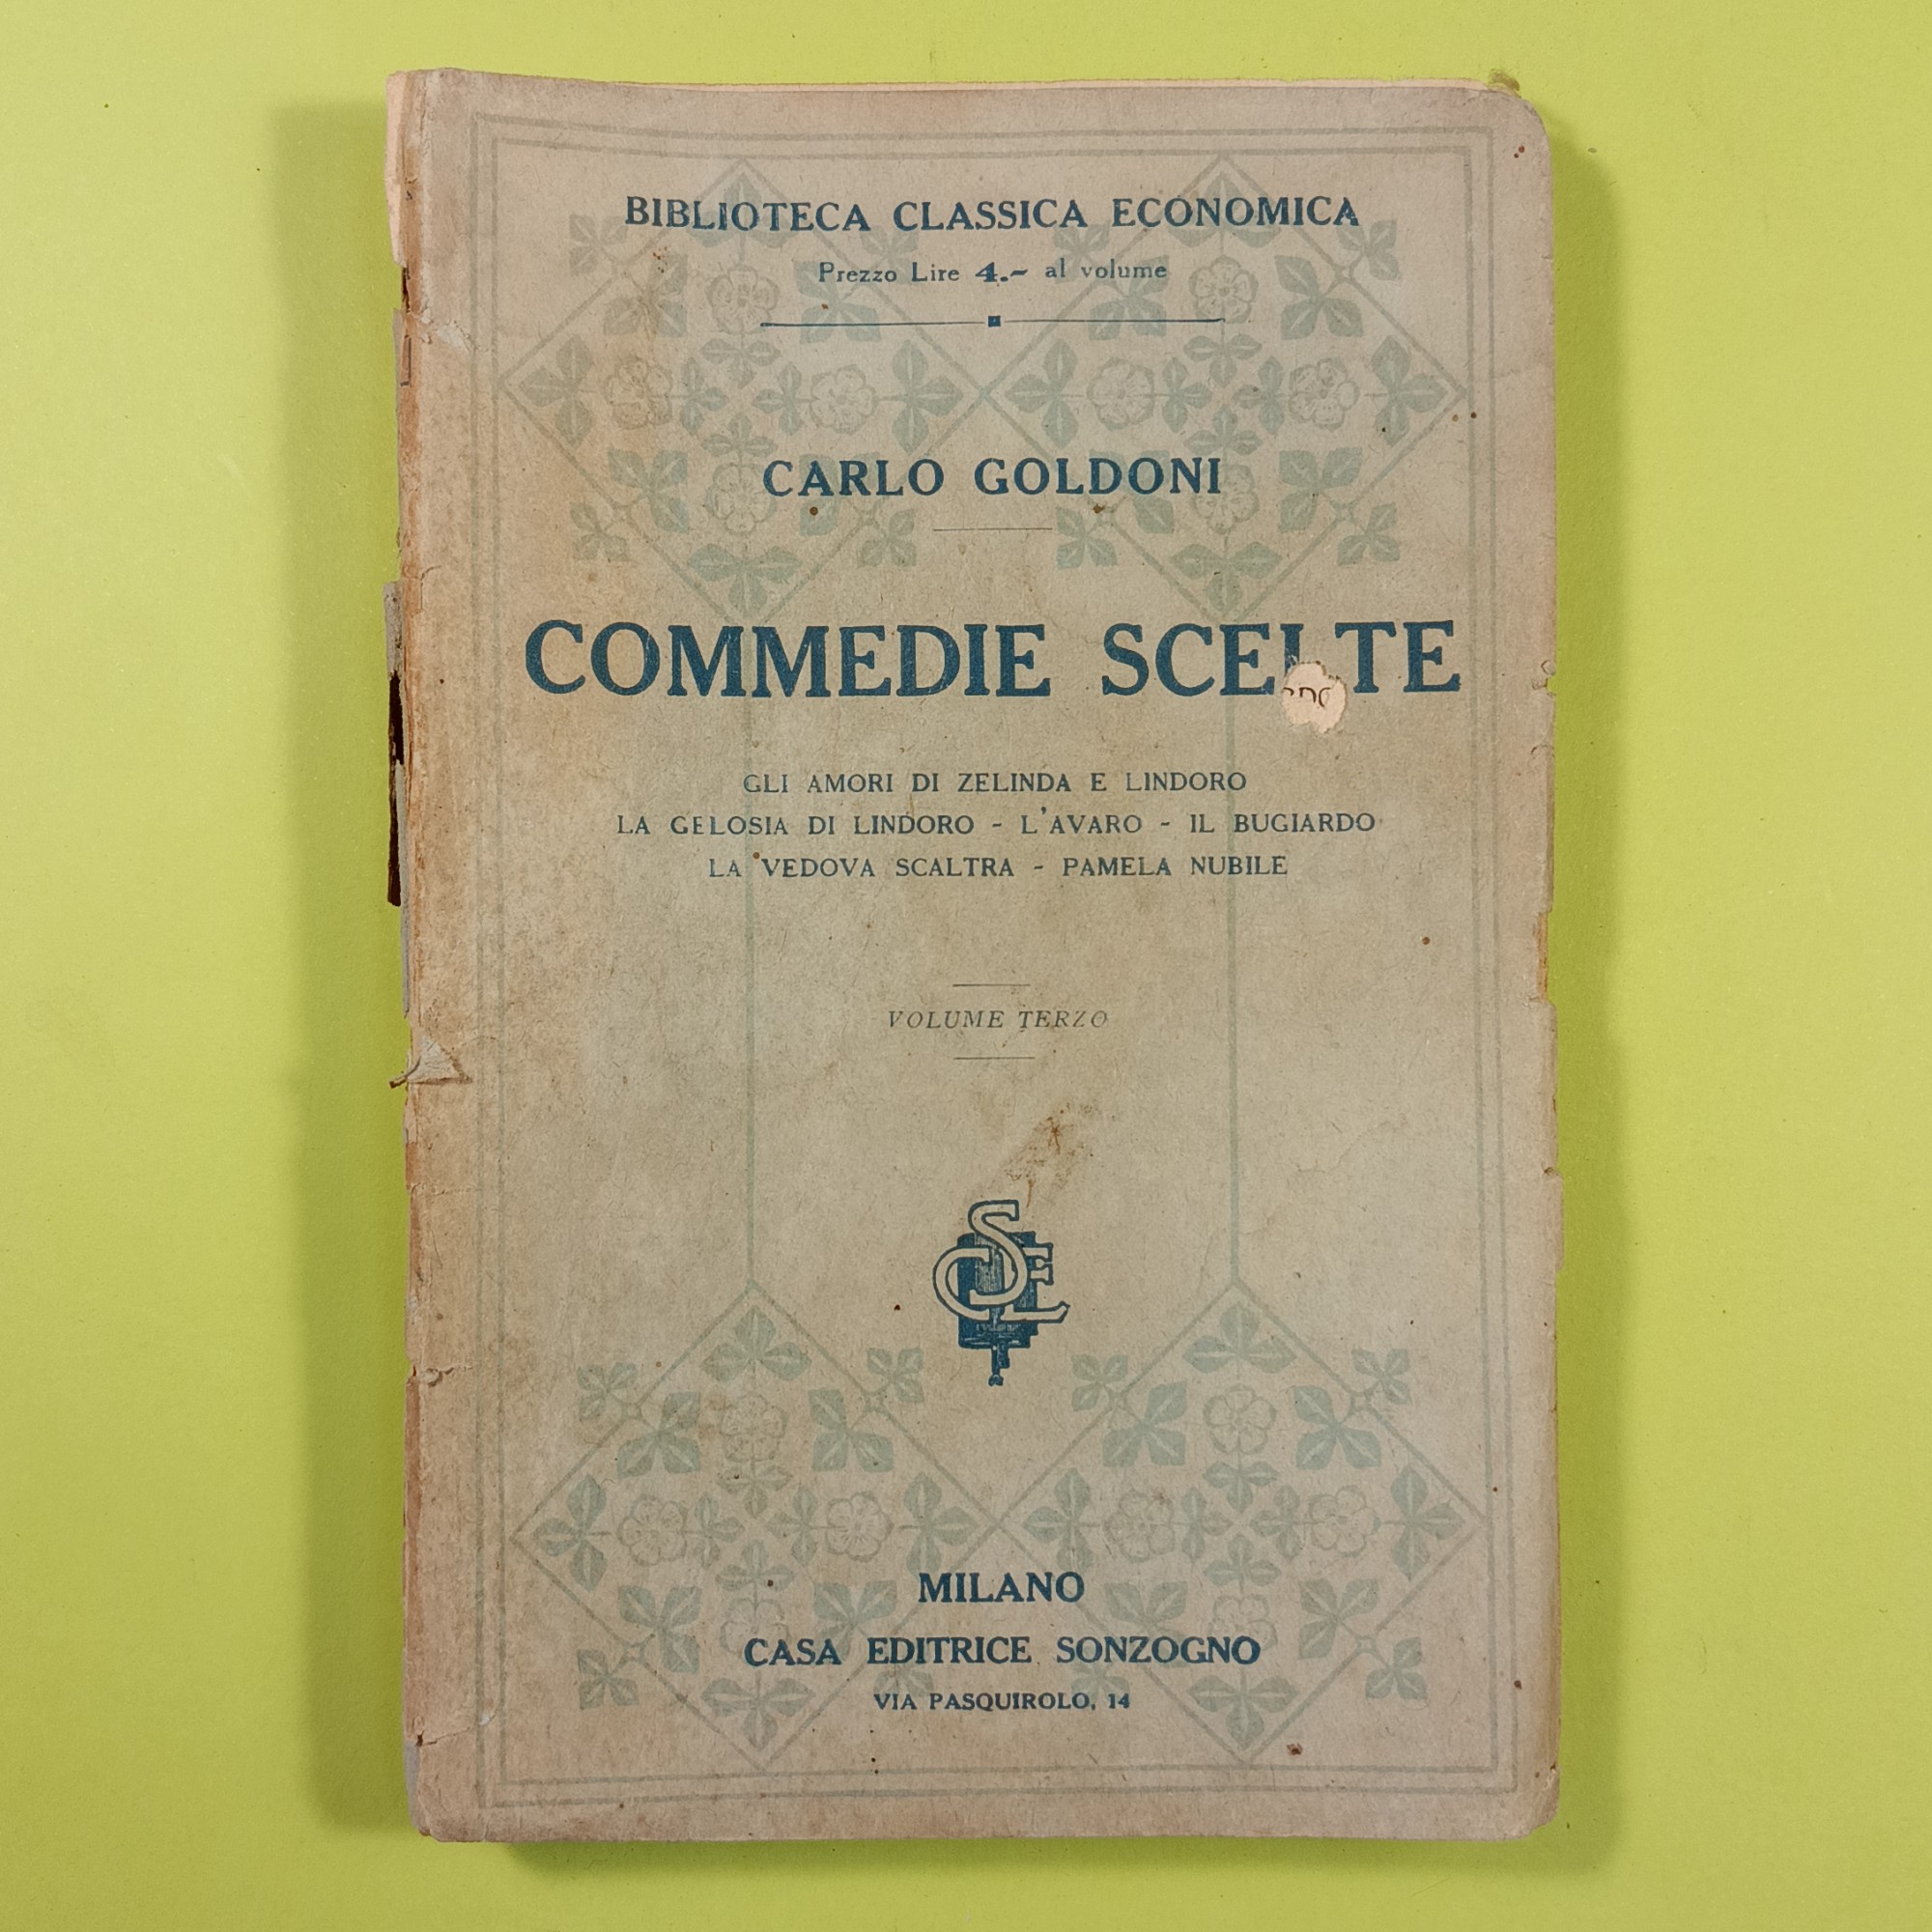 BIBLIOTECA CLASSICA ECONOMICA
Prezzo Lire 4.- al volume
CARLO GOLDONI
COMMEDIE SCELTE
GLI AMORI DI ZELINDA E LINDORO
LA GELOSIA DI LINDORO - L'AVARO - IL BUGIARDO
LA VEDOVA SCALTRA - PAMELA NUBILE
VOLUME TERZO
MILANO
CASA EDITRICE SONZOGNO
VIA PASQUIROLO, 14